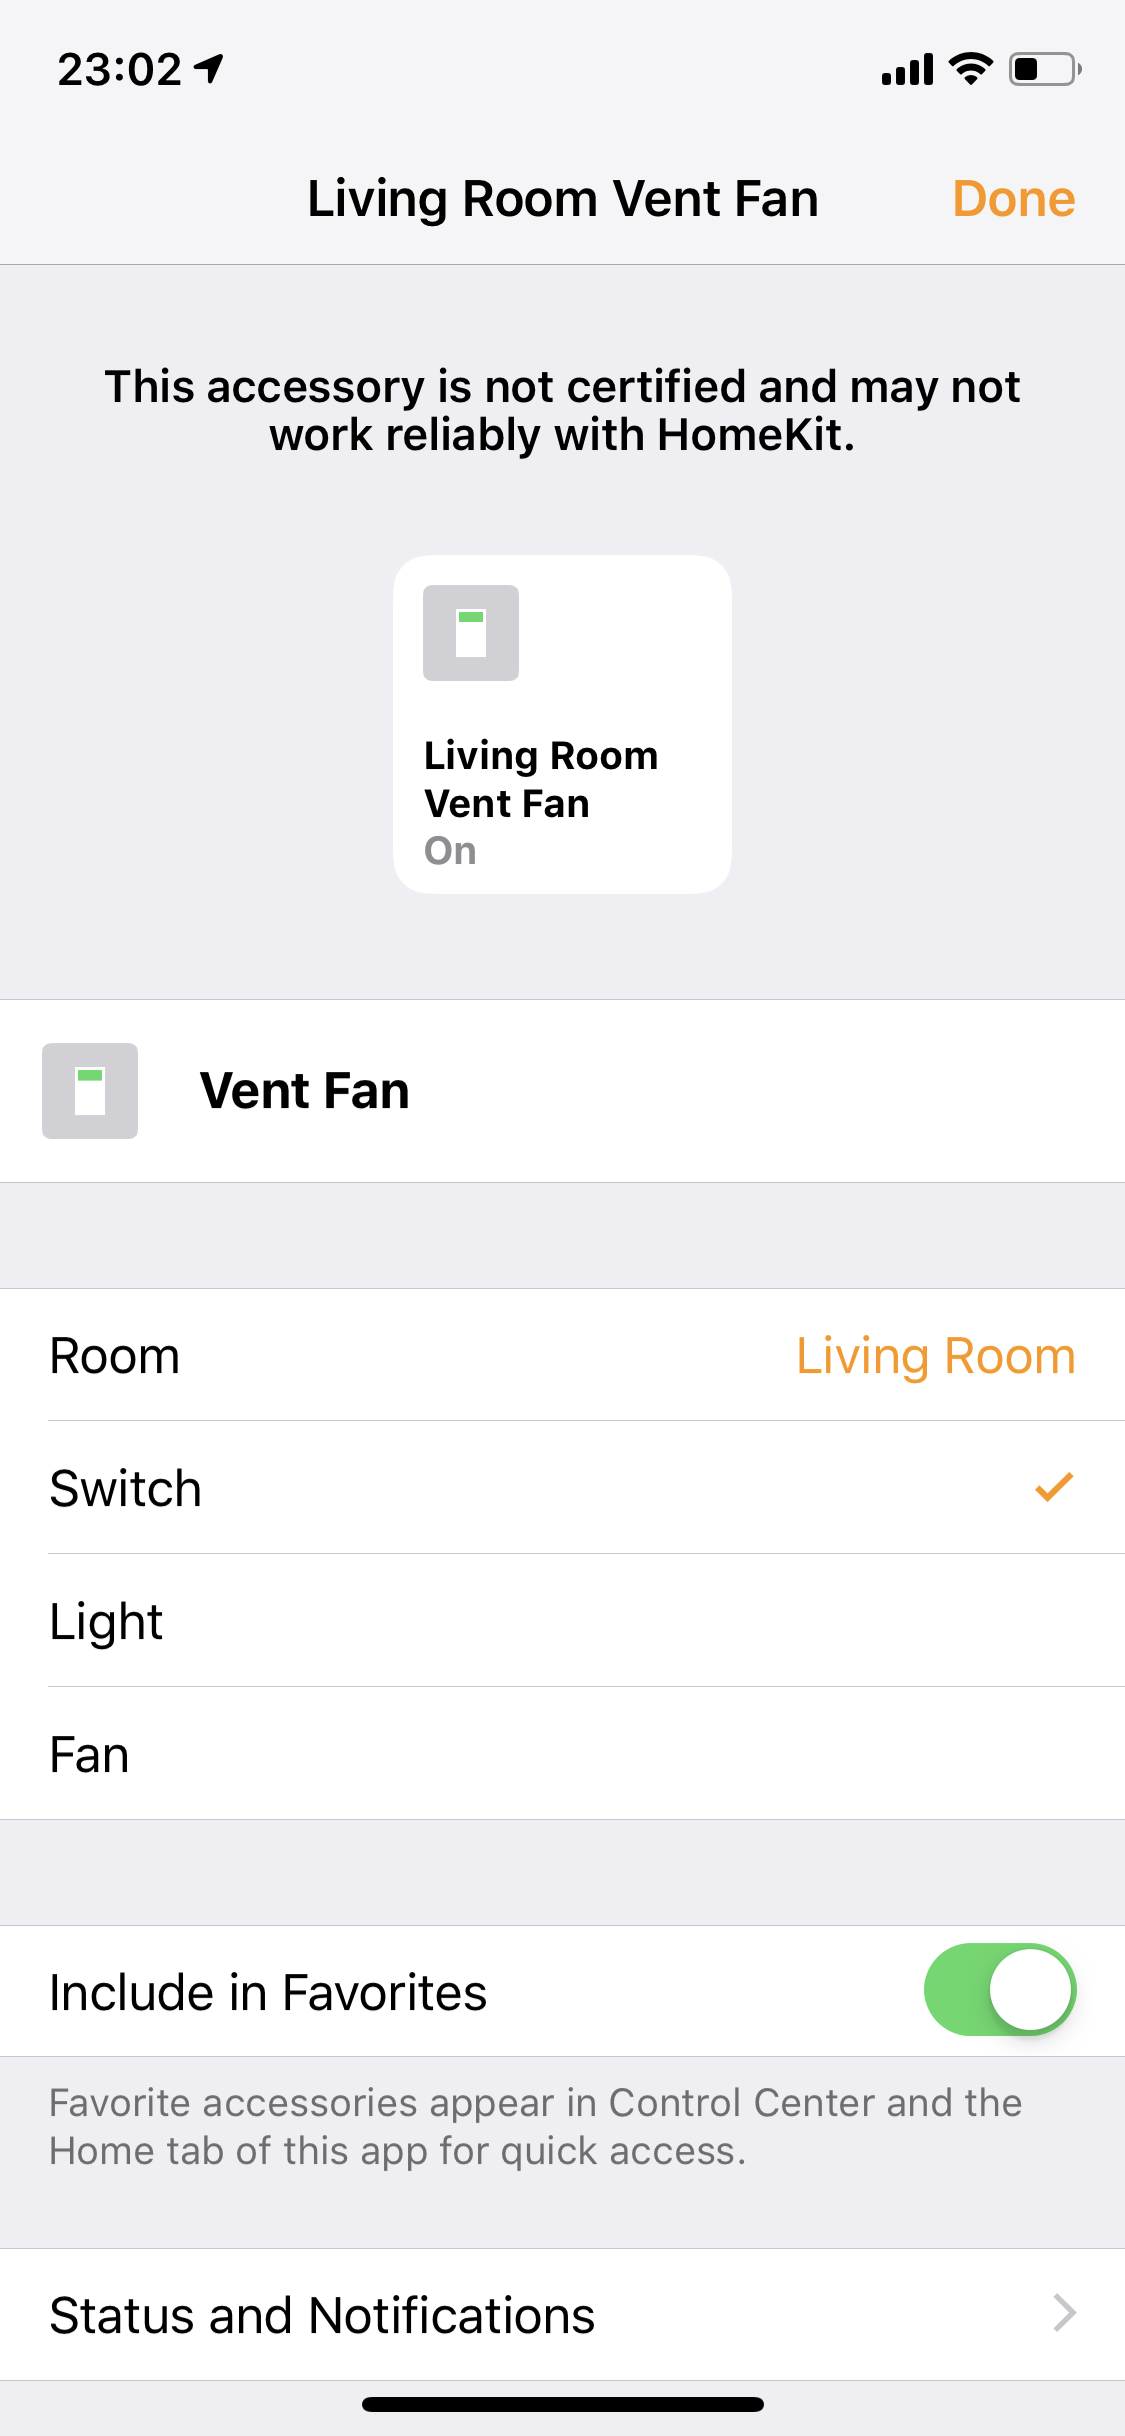 23:02
Living Room Vent Fan
Done
This accessory is not certified and may not
work reliably with HomeKit.
Living Room
Vent Fan
On
Vent Fan
Room
Living Room
Switch
Light
Fan
Include in Favorites
Favorite accessories appear in Control Center and the
Home tab of this app for quick access.
Status and Notifications